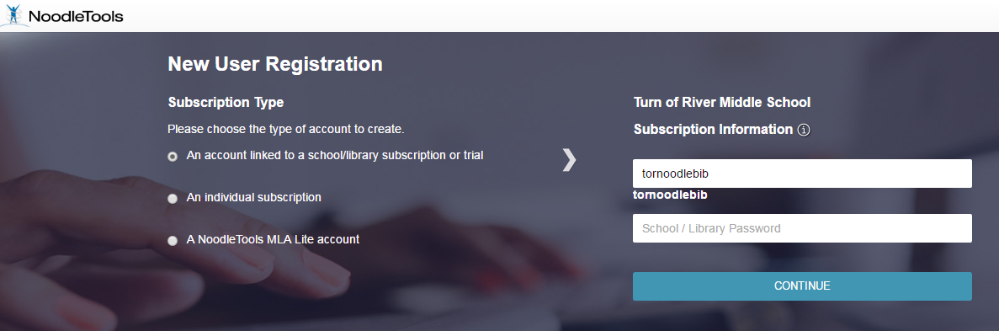 NoodleTools
New User Registration
Subscription Type
Please choose the type of account to create.
An account linked to a school/library subscription or trial
An individual subscription
A NoodleTools MLA Lite account
❯
Turn of River Middle School
Subscription Information ⓘ
tornoodlebib
tornoodlebib
School / Library Password
CONTINUE